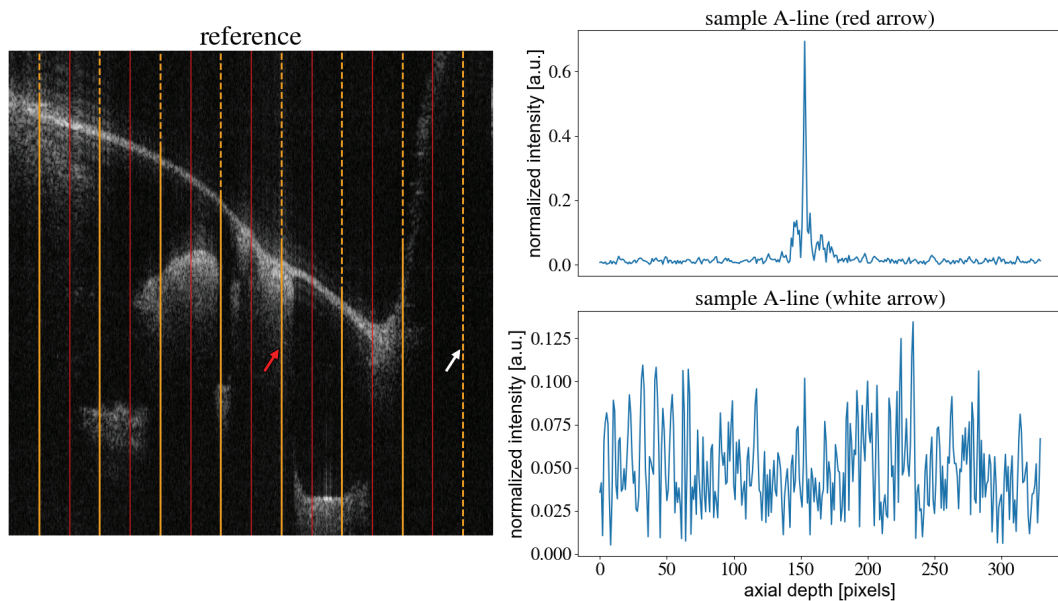 reference
sample A-line (red arrow)
normalized intensity [a.u.]
0.6
0.4
0.2
0.0
sample A-line (white arrow)
normalized intensity [a.u.]
0.125
0.100
0.075
0.050
0.025
0.000
0 50 100 150 200 250 300
axial depth [pixels]